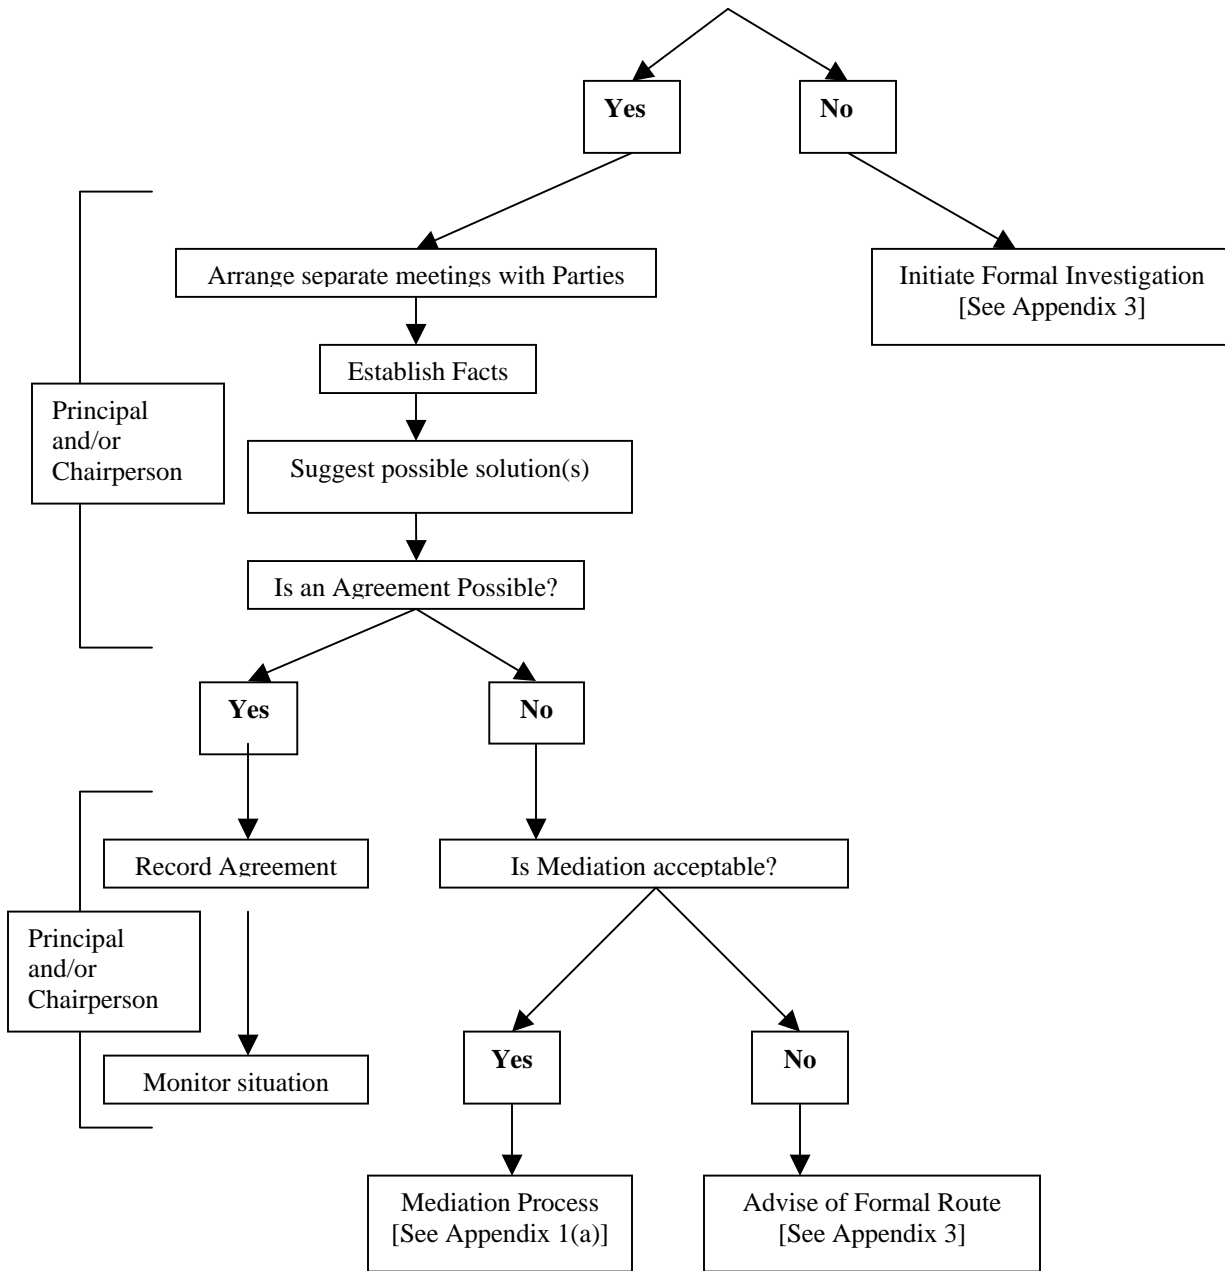 Yes
No
Arrange separate meetings with Parties
Initiate Formal Investigation
[See Appendix 3]
Establish Facts
Principal
and/or
Chairperson
Suggest possible solution(s)
Is an Agreement Possible?
Yes
No
Record Agreement
Is Mediation acceptable?
Principal
and/or
Chairperson
Yes
No
Monitor situation
Mediation Process
[See Appendix 1(a)]
Advise of Formal Route
[See Appendix 3]